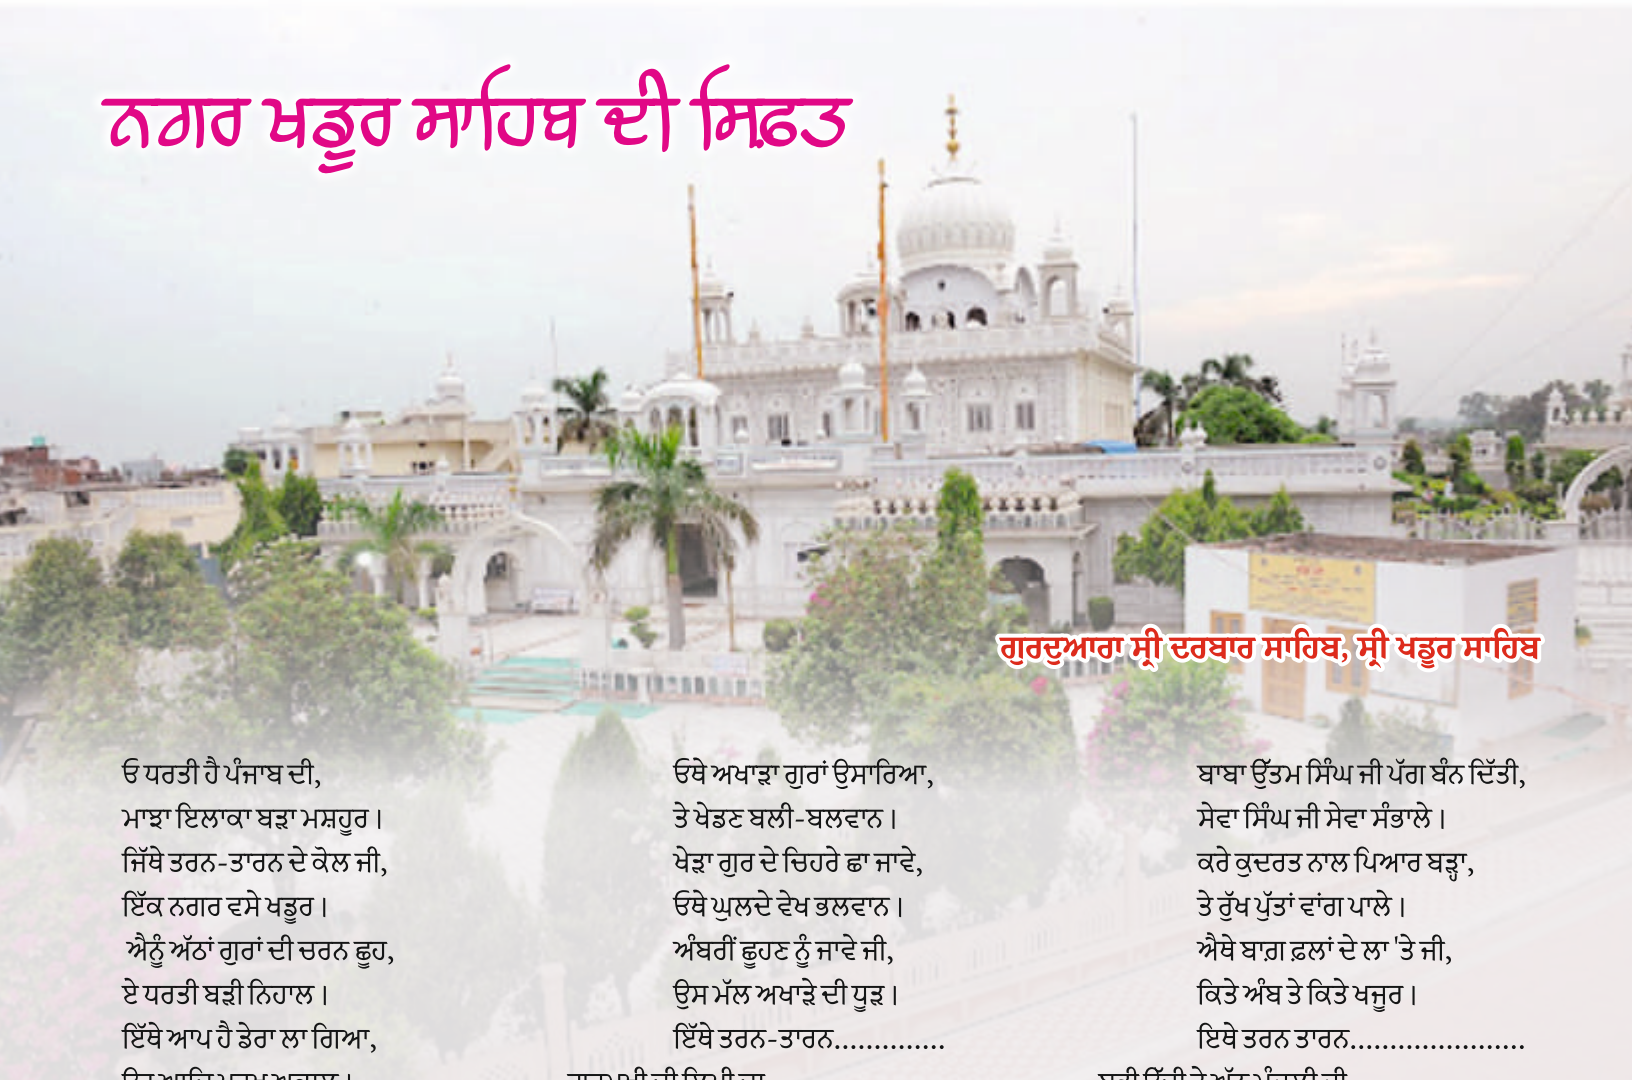 ਨਗਰ ਖਡੂਰ ਸਾਹਿਬ ਦੀ ਸਿਫ਼ਤ
ਗੁਰਦੁਆਰਾ ਸ੍ਰੀ ਦਰਬਾਰ ਸਾਹਿਬ, ਸ੍ਰੀ ਖਡੂਰ ਸਾਹਿਬ
ਓ ਧਰਤੀ ਹੈ ਪੰਜਾਬ ਦੀ,
ਮਾਝਾ ਇਲਾਕਾ ਬੜਾ ਮਸ਼ਹੂਰ।
ਜਿੱਥੇ ਤਰਨ-ਤਾਰਨ ਦੇ ਕੋਲ ਜੀ,
ਇੱਕ ਨਗਰ ਵਸੇ ਖਡੂਰ।
ਐਨੂੰ ਅੱਠਾਂ ਗੁਰਾਂ ਦੀ ਚਰਨ ਛੂਹ,
ਏ ਧਰਤੀ ਬੜੀ ਨਿਹਾਲ।
ਇੱਥੇ ਆਪ ਹੈ ਡੇਰਾ ਲਾ ਗਿਆ,
ਓਥੇ ਅਖਾੜਾ ਗੁਰਾਂ ਉਸਾਰਿਆ,
ਤੇ ਖੇਡਣ ਬਲੀ-ਬਲਵਾਨ।
ਖੇੜਾ ਗੁਰ ਦੇ ਚਿਹਰੇ ਛਾ ਜਾਵੇ,
ਓਥੇ ਘੁਲਦੇ ਵੇਖ ਭਲਵਾਨ।
ਅੰਬਰੀਂ ਛੂਹਣ ਨੂੰ ਜਾਵੇ ਜੀ,
ਉਸ ਮੱਲ ਅਖਾੜੇ ਦੀ ਧੂੜ।
ਇੱਥੇ ਤਰਨ-ਤਾਰਨ..............
ਬਾਬਾ ਉੱਤਮ ਸਿੰਘ ਜੀ ਪੱਗ ਬੰਨ ਦਿੱਤੀ,
ਸੇਵਾ ਸਿੰਘ ਜੀ ਸੇਵਾ ਸੰਭਾਲੇ।
ਕਰੇ ਕੁਦਰਤ ਨਾਲ ਪਿਆਰ ਬੜ੍ਹਾ,
ਤੇ ਰੁੱਖ ਪੁੱਤਾਂ ਵਾਂਗ ਪਾਲੇ।
ਐਥੇ ਬਾਗ਼ ਫ਼ਲਾਂ ਦੇ ਲਾ 'ਤੇ ਜੀ,
ਕਿਤੇ ਅੰਬ ਤੇ ਕਿਤੇ ਖਜੂਰ।
ਇਥੇ ਤਰਨ ਤਾਰਨ......................